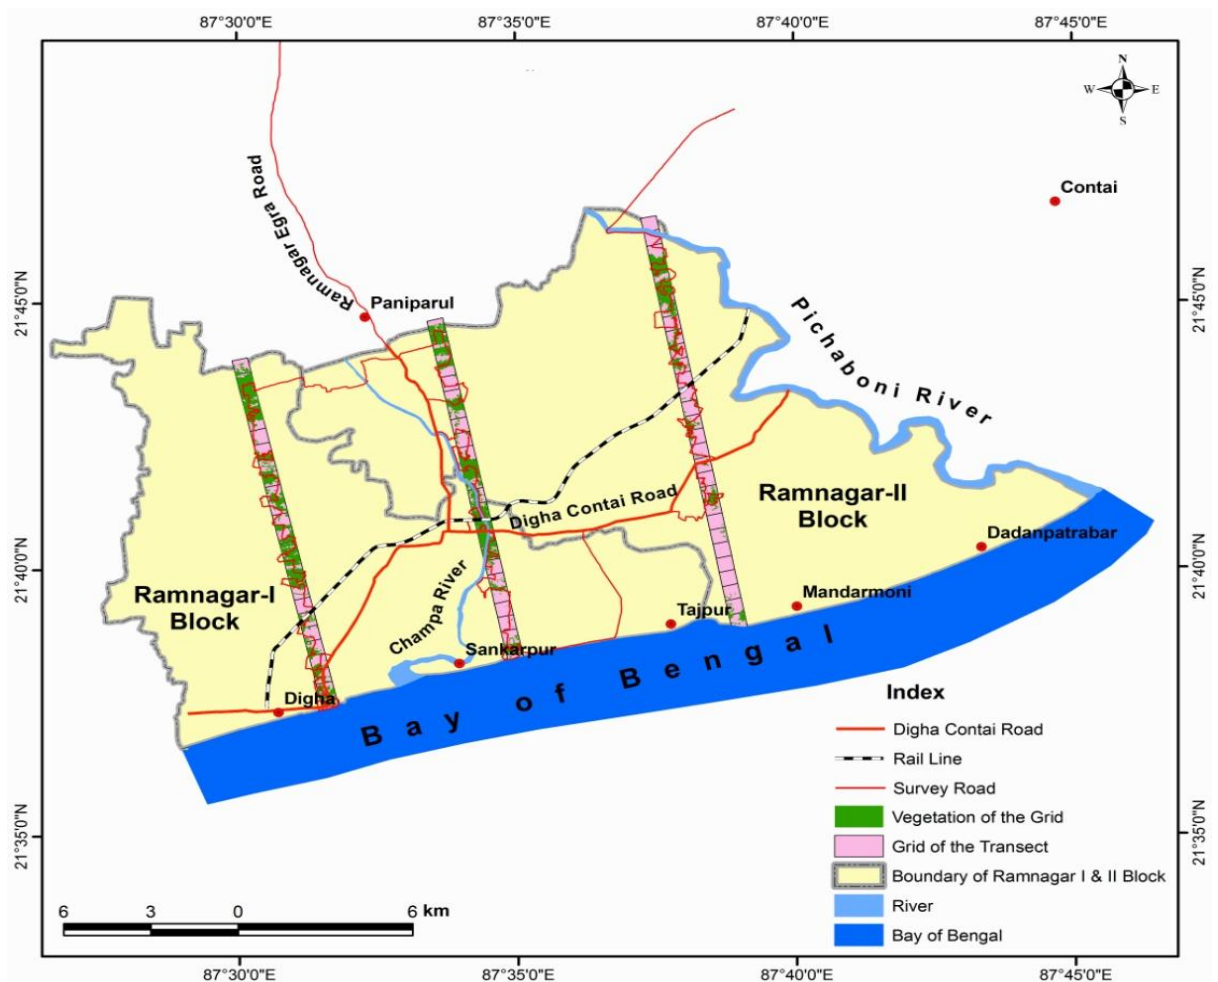 87°30'0"E 87°35'0"E 87°40'0"E 87°45'0"E
N
W E
S
Contai
Ramnagar Egra Road
Paniparul
21°45'0"N
21°45'0"N
Pichaboni River
Digha Contai Road
Ramnagar-II
Block
Dadanpatrabar
21°40'0"N
21°40'0"N
Ramnagar-I
Block
Champa River
Mandarmoni
Tajpur
Sankarpur
Digha
Bay of Bengal
Index
Digha Contai Road
Rail Line
Survey Road
Vegetation of the Grid
Grid of the Transect
Boundary of Ramnagar I & II Block
River
Bay of Bengal
21°35'0"N
21°35'0"N
6 3 0 6 km
87°30'0"E 87°35'0"E 87°40'0"E 87°45'0"E